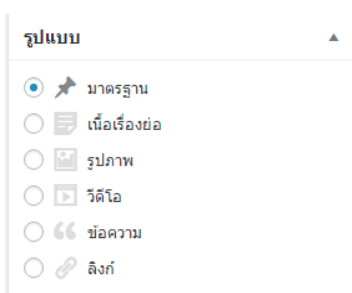 รูปแบบ
มาตรฐาน
เนื้อเรื่องย่อ
รูปภาพ
วีดีโอ
ข้อความ
ลิงก์